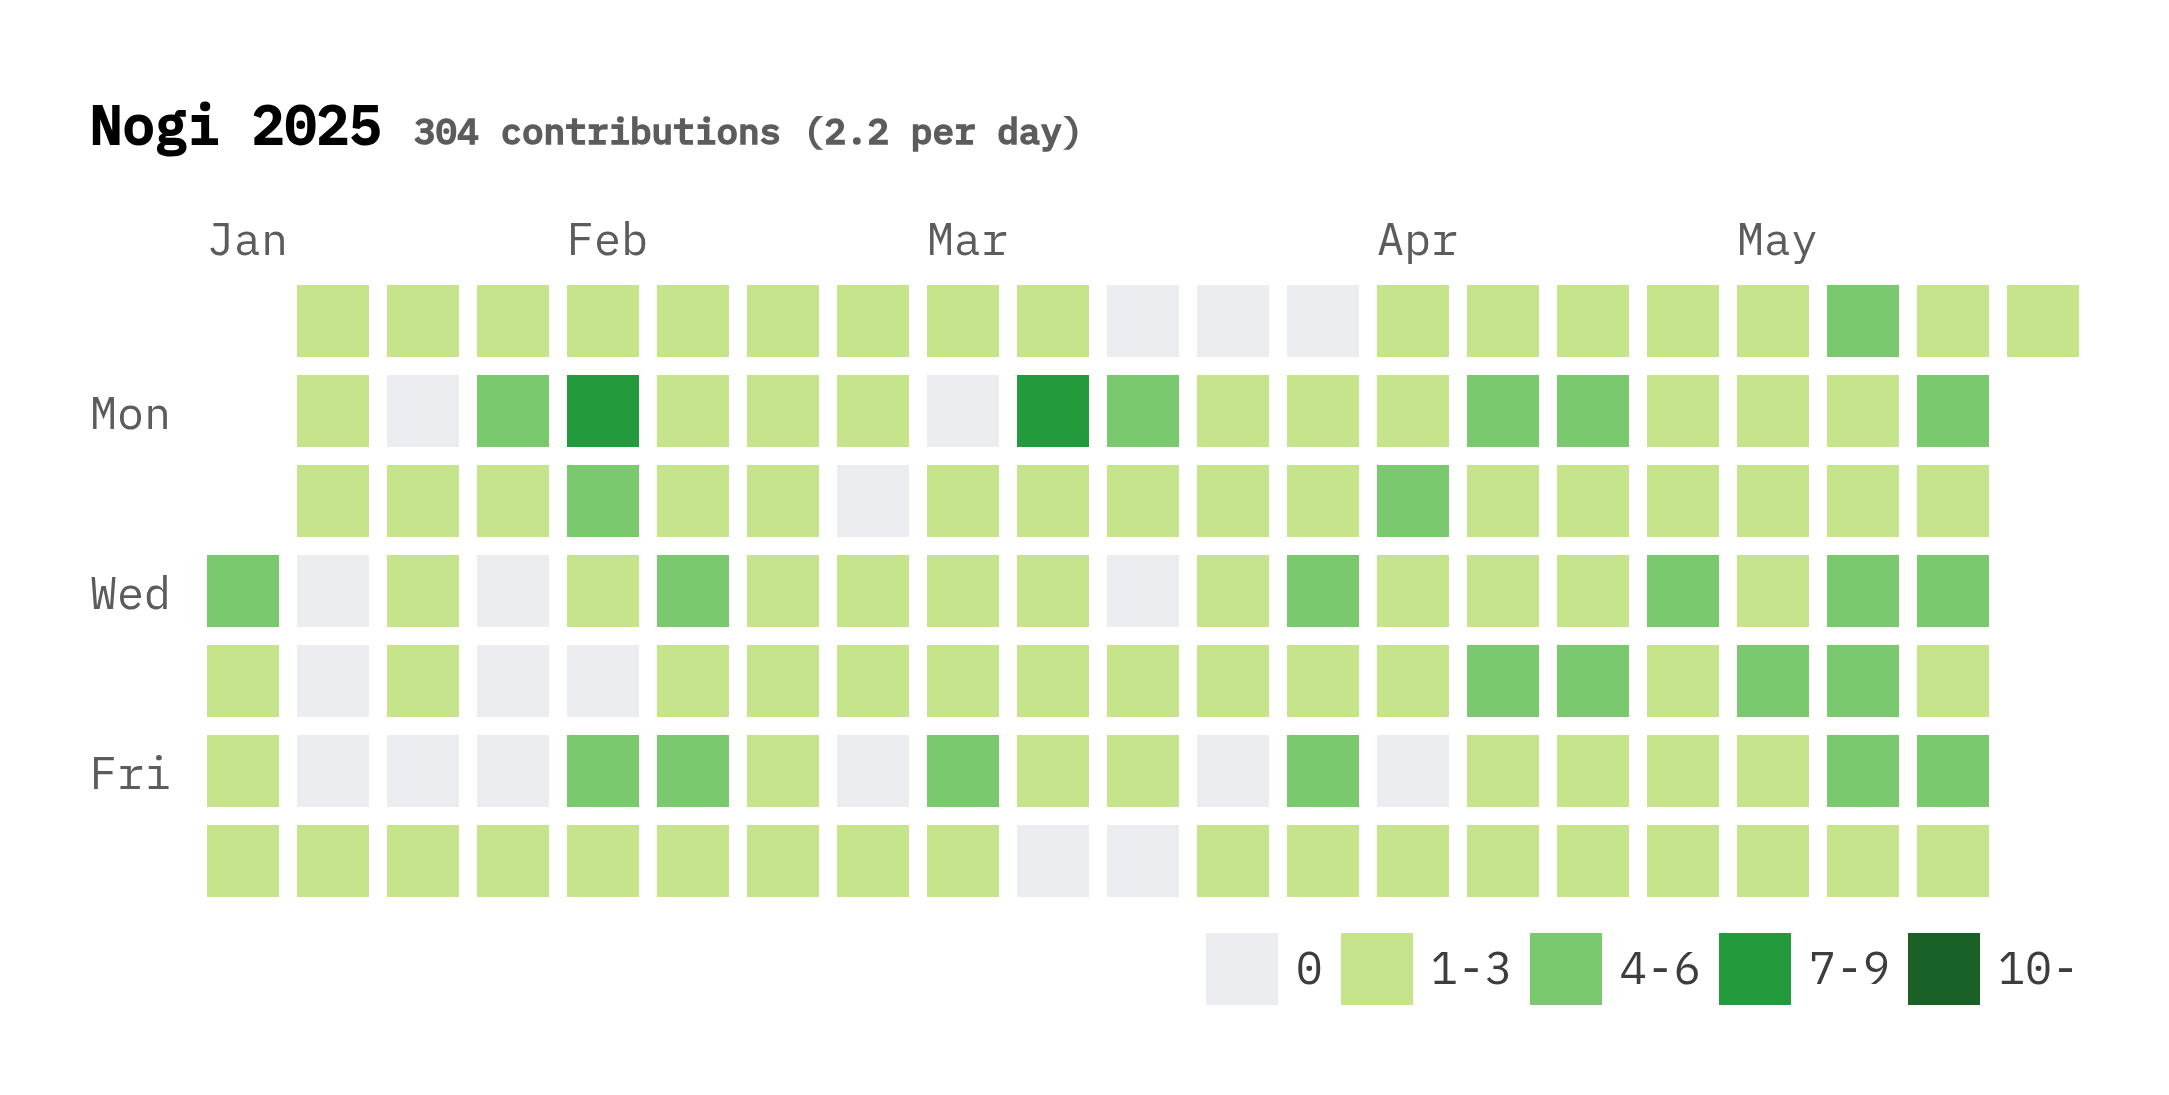 Nogi 2025 304 contributions (2.2 per day)
Jan Feb Mar Apr May
Mon
Wed
Fri
0 1-3 4-6 7-9 10-